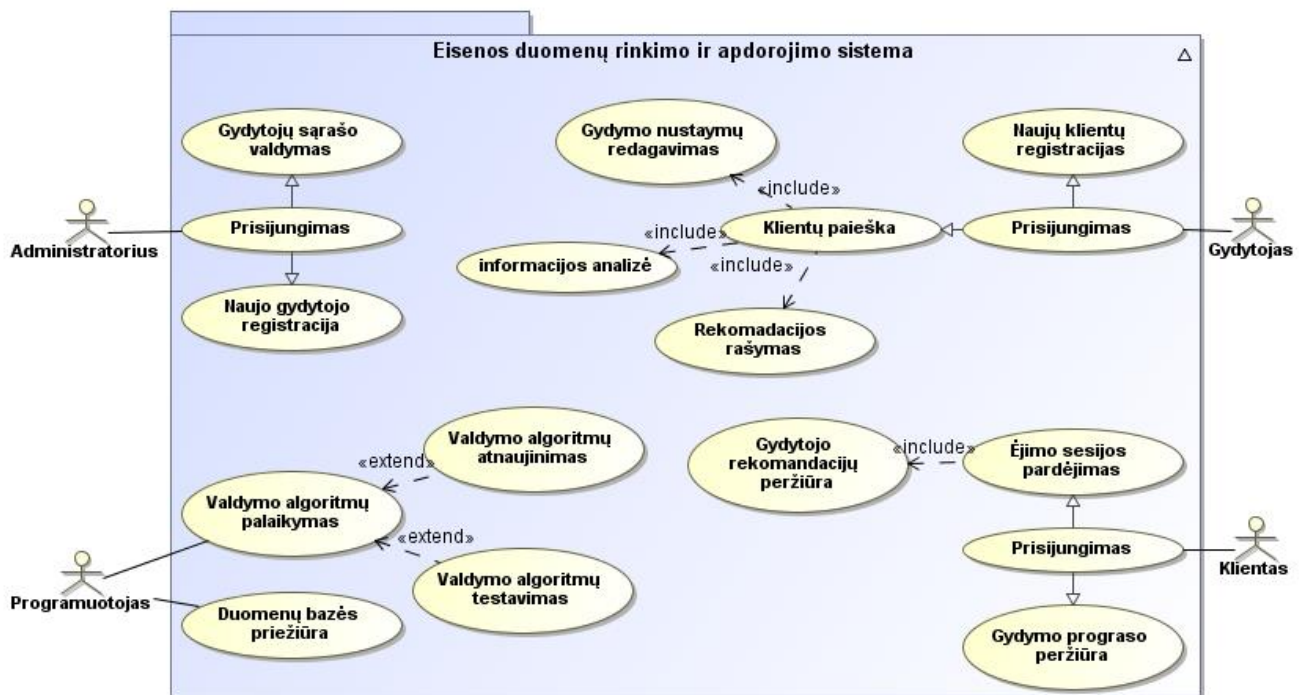 Eisenos duomenų rinkimo ir apdorojimo sistema
Gydytojų sąrašo
valdymas
Gydymo nustaymų
redagavimas
Naujų klientų
registracijas
«include»
Administratorius
Prisijungimas
Klientų paieška
Prisijungimas
Gydytojas
«include»
informacijos analizė
«include»
Naujo gydytojo
registracija
Rekomadacijos
rašymas
Valdymo algoritmų
atnaujinimas
«extend»
Gydytojo
rekomandacijų
peržiūra
«include»
Ėjimo sesijos
pardėjimas
Valdymo algoritmų
palaikymas
«extend»
Prisijungimas
Klientas
Programuotojas
Valdymo algoritmų
testavimas
Duomenų bazės
priežiūra
Gydymo prograso
peržiūra